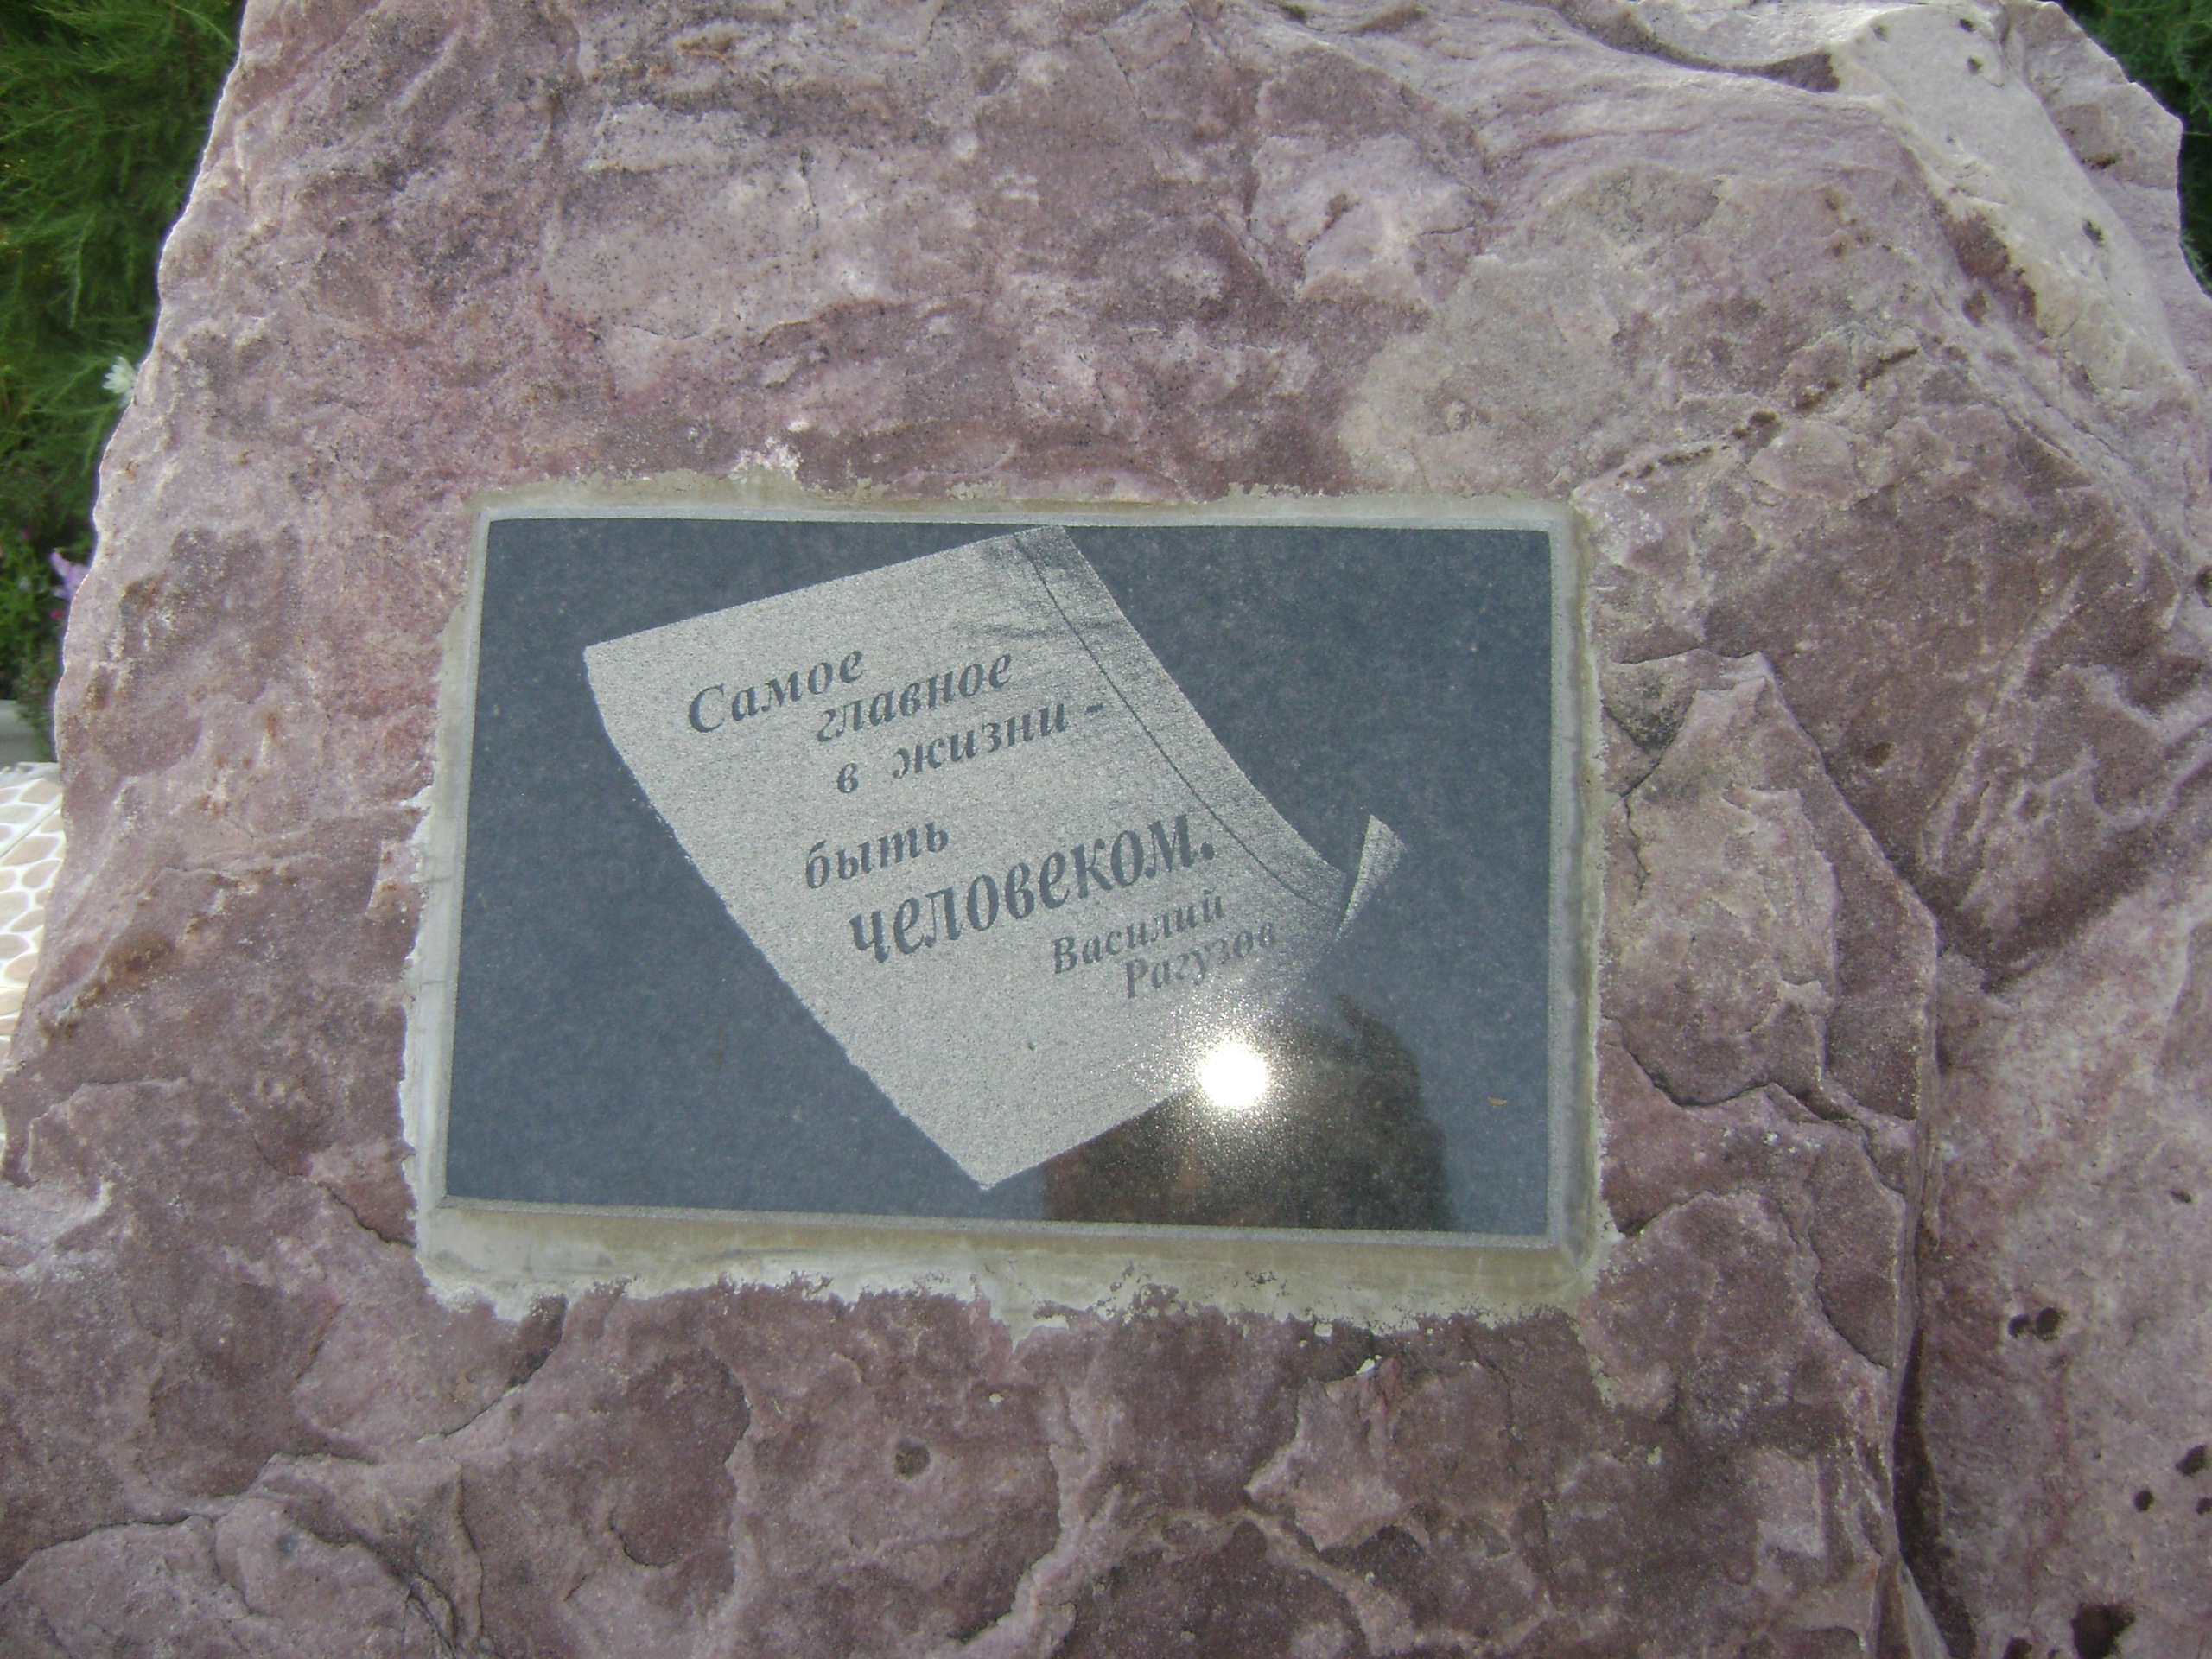 Самое
главное
в жизни -
быть
человеком.
Василий
Рагузов